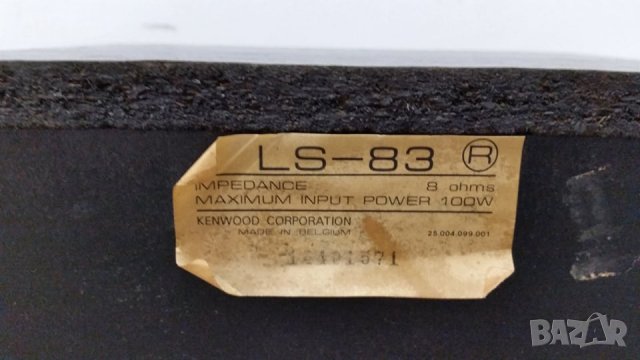 LS-83 Ⓡ
IMPEDANCE 8 ohms
MAXIMUM INPUT POWER 100W
KENWOOD CORPORATION
MADE IN BELGIUM 25.004.099.001
BAZAR
bg